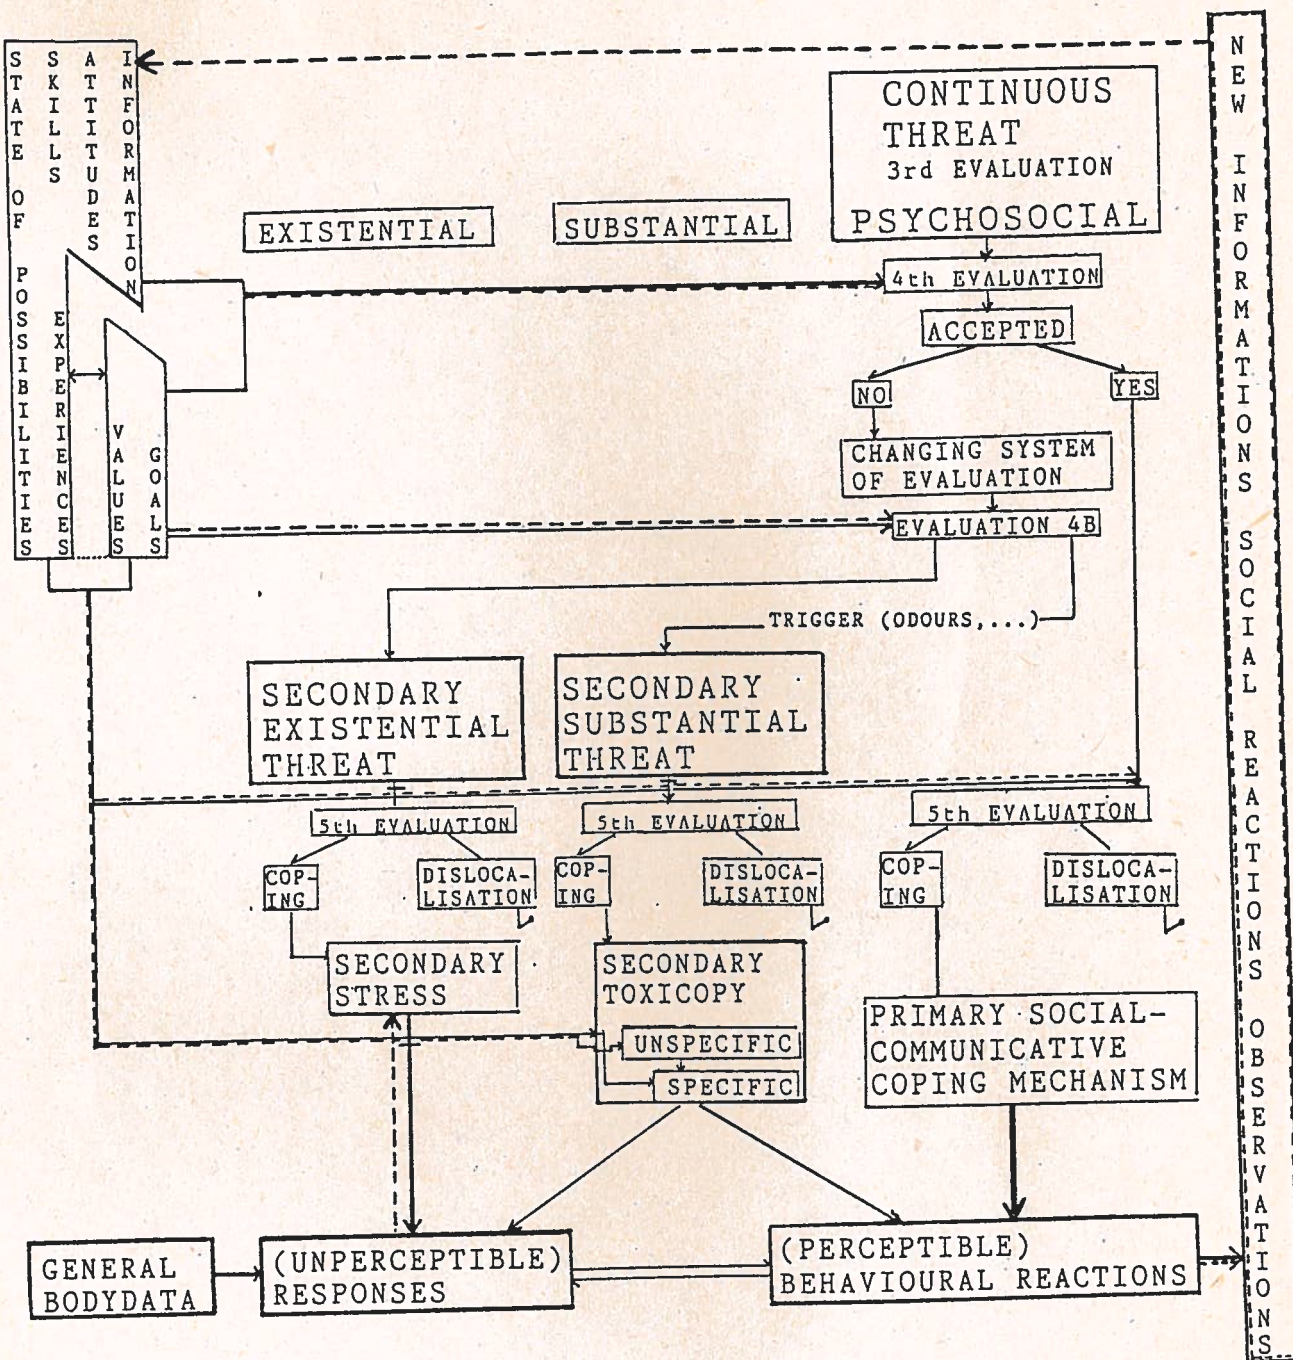 STATE OF POSSIBILITIES
SKILLS
EXPERIENCES
ATTITUDES
INFORMATION
VALUES
GOALS
NEW INFORMATIONS SOCIAL REACTIONS OBSERVATIONS
CONTINUOUS
THREAT
3rd EVALUATION
PSYCHOSOCIAL
EXISTENTIAL
SUBSTANTIAL
4th EVALUATION
ACCEPTED
NO
YES
CHANGING SYSTEM
OF EVALUATION
EVALUATION 4B
TRIGGER (ODOURS,...)
SECONDARY
EXISTENTIAL
THREAT
SECONDARY
SUBSTANTIAL
THREAT
5th EVALUATION
5th EVALUATION
5th EVALUATION
COP-
ING
DISLOCA-
LISATION
COP-
ING
DISLOCA-
LISATION
COP-
ING
DISLOCA-
LISATION
SECONDARY
STRESS
SECONDARY
TOXICOPY
UNSPECIFIC
SPECIFIC
PRIMARY SOCIAL-
COMMUNICATIVE
COPING MECHANISM
GENERAL
BODYDATA
(UNPERCEPTIBLE)
RESPONSES
(PERCEPTIBLE)
BEHAVIOURAL REACTIONS